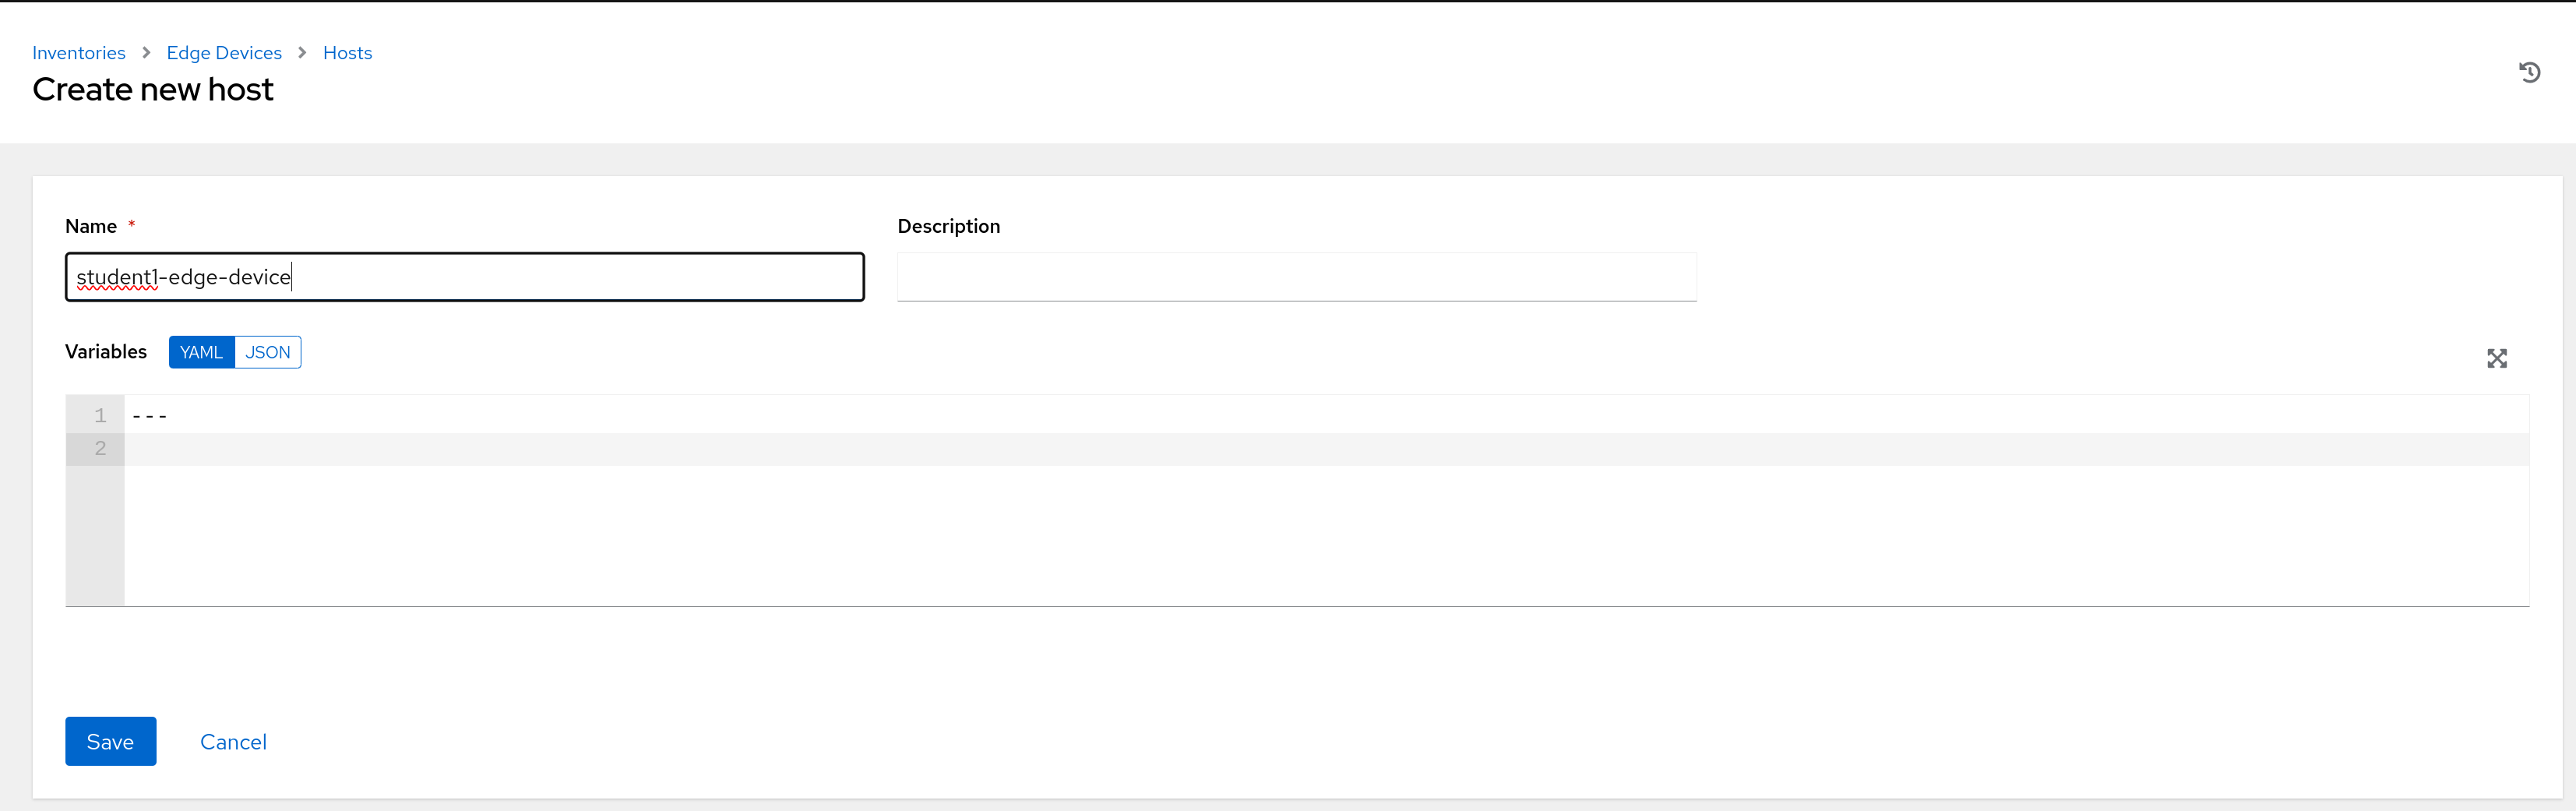 Inventories > Edge Devices > Hosts
Create new host
Name * Description
student1-edge-device
Variables YAML JSON
1 ---
2
Save Cancel